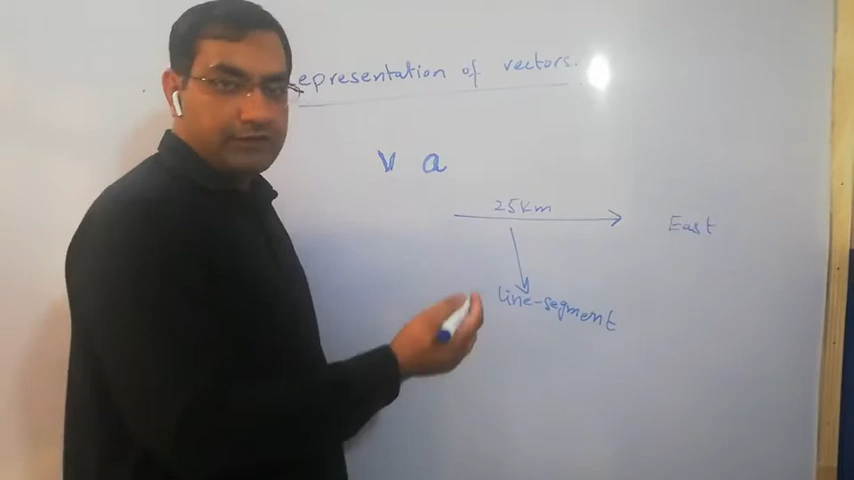 epresentation of vectors.
v a
25km
East
line-segment